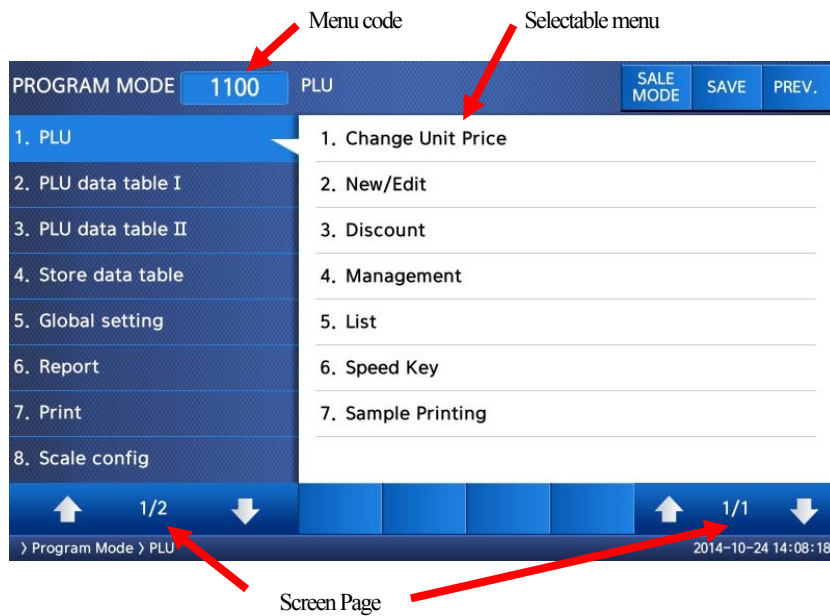 Menu code
Selectable menu
PROGRAM MODE 1100 PLU SALE MODE SAVE PREV.
1. PLU
2. PLU data table I
3. PLU data table II
4. Store data table
5. Global setting
6. Report
7. Print
8. Scale config
1. Change Unit Price
2. New/Edit
3. Discount
4. Management
5. List
6. Speed Key
7. Sample Printing
1/2
1/1
> Program Mode > PLU
2014-10-24 14:08:18
Screen Page